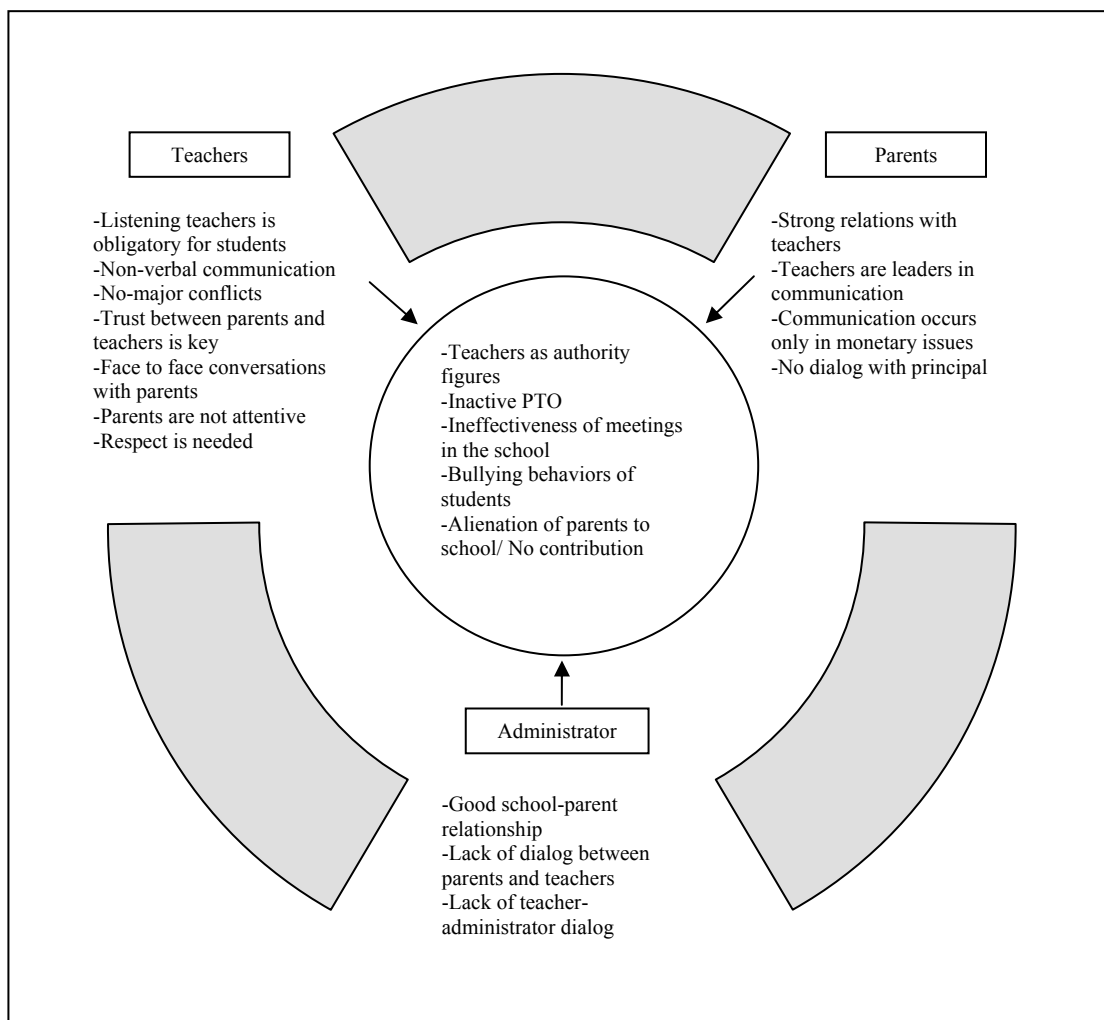 Teachers
-Listening teachers is
obligatory for students
-Non-verbal communication
-No-major conflicts
-Trust between parents and
teachers is key
-Face to face conversations
with parents
-Parents are not attentive
-Respect is needed
Parents
-Strong relations with
teachers
-Teachers are leaders in
communication
-Communication occurs
only in monetary issues
-No dialog with principal
-Teachers as authority
figures
-Inactive PTO
-Ineffectiveness of meetings
in the school
-Bullying behaviors of
students
-Alienation of parents to
school/ No contribution
Administrator
-Good school-parent
relationship
-Lack of dialog between
parents and teachers
-Lack of teacher-
administrator dialog